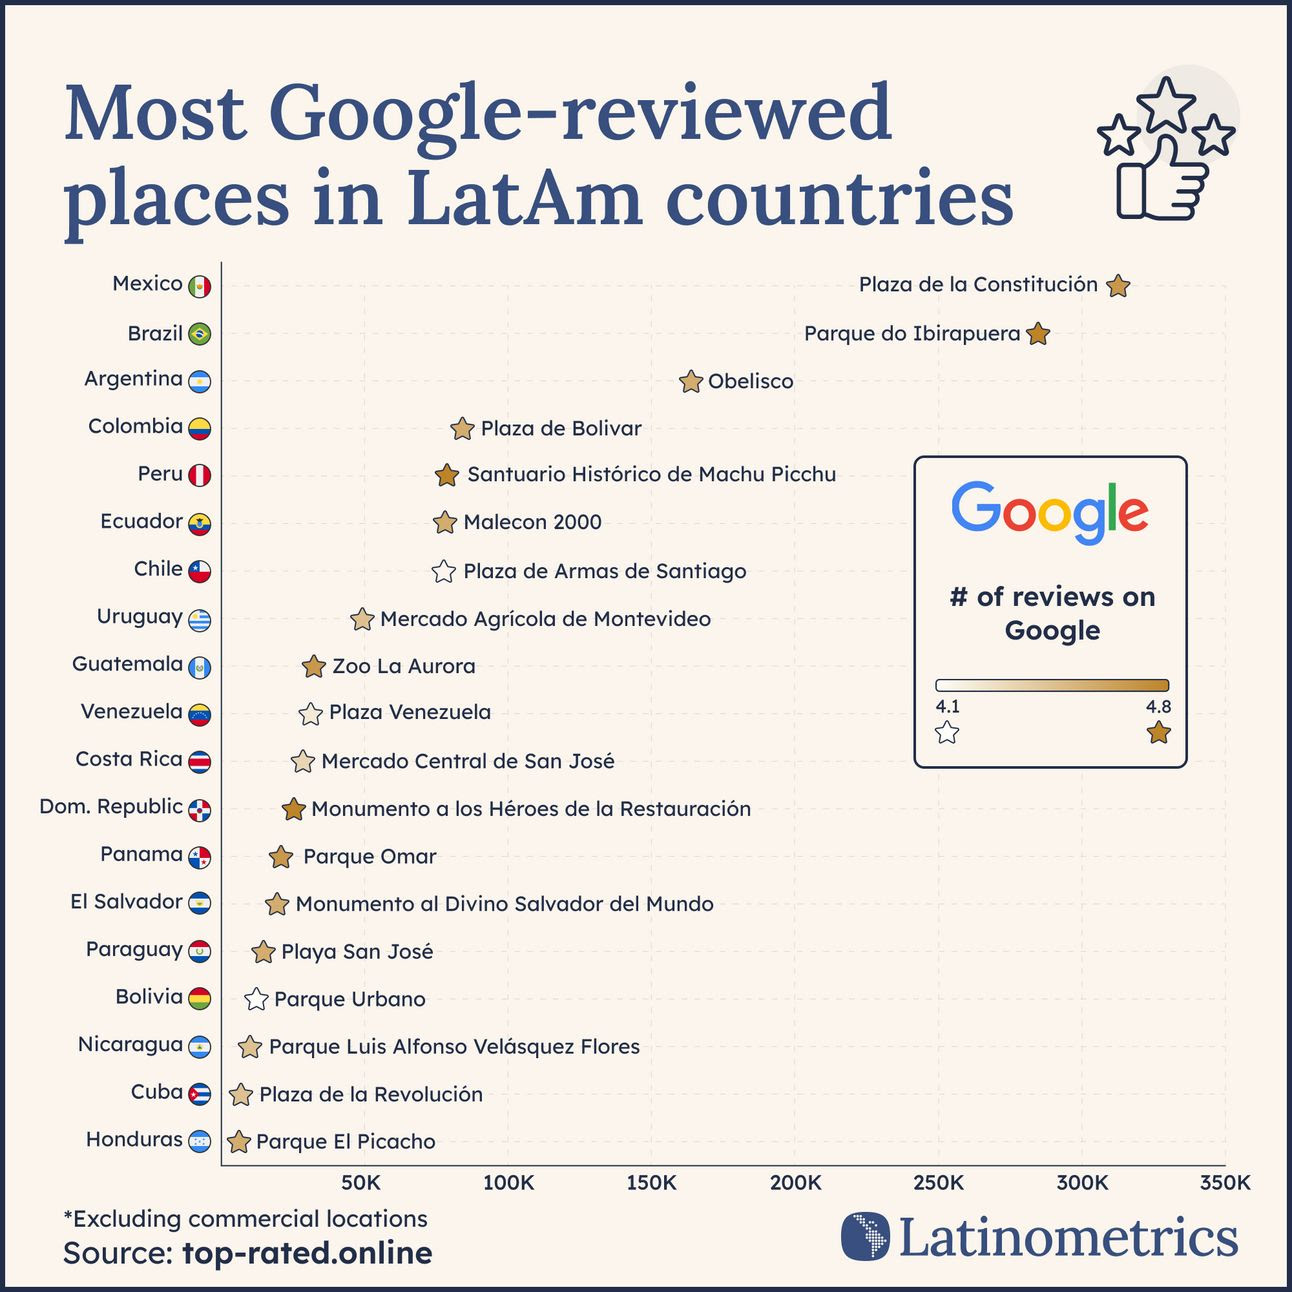 Most Google-reviewed
places in LatAm countries
Mexico Plaza de la Constitución
Brazil Parque do Ibirapuera
Argentina Obelisco
Colombia Plaza de Bolivar
Peru Santuario Histórico de Machu Picchu
Ecuador Malecon 2000
Chile Plaza de Armas de Santiago
Uruguay Mercado Agrícola de Montevideo
Guatemala Zoo La Aurora
Venezuela Plaza Venezuela
Costa Rica Mercado Central de San José
Dom. Republic Monumento a los Héroes de la Restauración
Panama Parque Omar
El Salvador Monumento al Divino Salvador del Mundo
Paraguay Playa San José
Bolivia Parque Urbano
Nicaragua Parque Luis Alfonso Velásquez Flores
Cuba Plaza de la Revolución
Honduras Parque El Picacho
50K 100K 150K 200K 250K 300K 350K
Google
# of reviews on
Google
4.1 4.8
*Excluding commercial locations
Source: top-rated.online
Latinometrics